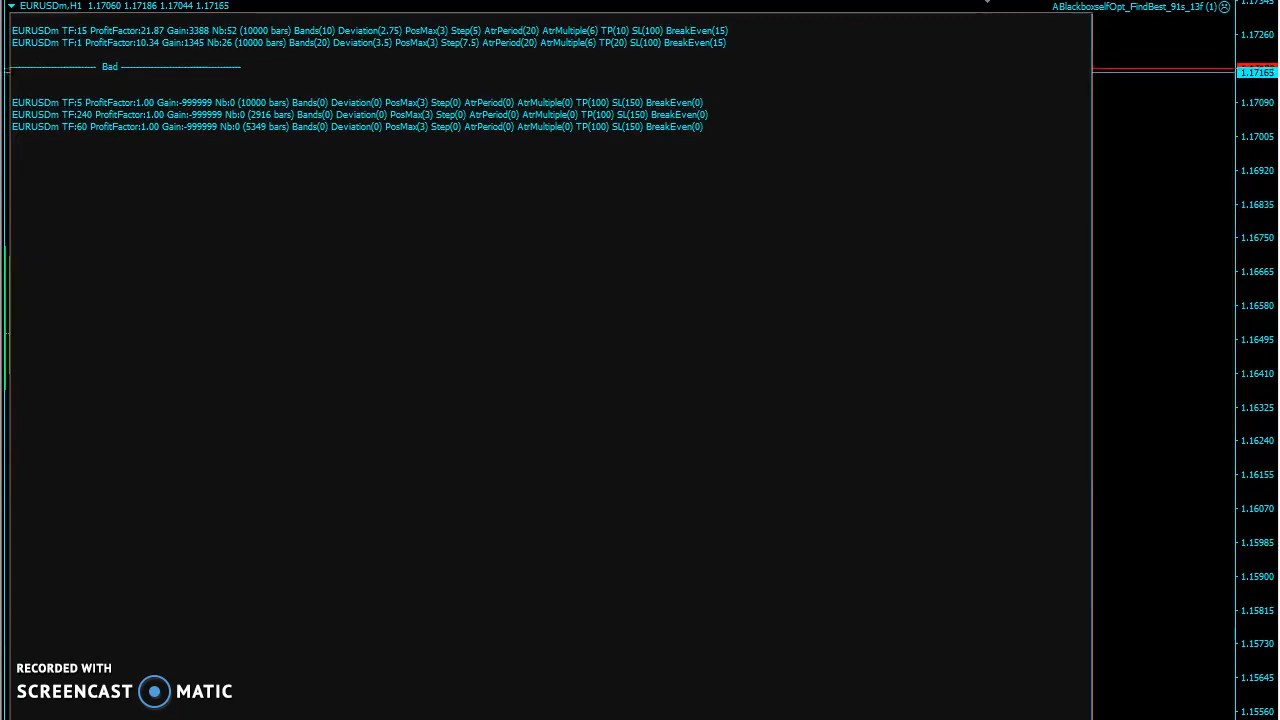 EURUSDm,H1 1.17060 1.17186 1.17044 1.17165
ABlackboxselfOpt_FindBest_91s_13f (1)
EURUSDm TF:15 ProfitFactor:21.87 Gain:3388 Nb:52 (10000 bars) Bands(10) Deviation(2.75) PosMax(3) Step(5) AtrPeriod(20) AtrMultiple(6) TP(10) SL(100) BreakEven(15)
EURUSDm TF:1 ProfitFactor:10.34 Gain:1345 Nb:26 (10000 bars) Bands(20) Deviation(3.5) PosMax(3) Step(7.5) AtrPeriod(20) AtrMultiple(6) TP(20) SL(100) BreakEven(15)
Bad
EURUSDm TF:5 ProfitFactor:1.00 Gain:-999999 Nb:0 (10000 bars) Bands(0) Deviation(0) PosMax(3) Step(0) AtrPeriod(0) AtrMultiple(0) TP(100) SL(150) BreakEven(0)
EURUSDm TF:240 ProfitFactor:1.00 Gain:-999999 Nb:0 (2916 bars) Bands(0) Deviation(0) PosMax(3) Step(0) AtrPeriod(0) AtrMultiple(0) TP(100) SL(150) BreakEven(0)
EURUSDm TF:60 ProfitFactor:1.00 Gain:-999999 Nb:0 (5349 bars) Bands(0) Deviation(0) PosMax(3) Step(0) AtrPeriod(0) AtrMultiple(0) TP(100) SL(150) BreakEven(0)
1.17345
1.17260
1.17165
1.17090
1.17005
1.16920
1.16835
1.16750
1.16665
1.16580
1.16495
1.16410
1.16325
1.16240
1.16155
1.16070
1.15985
1.15900
1.15815
1.15730
1.15645
1.15560
RECORDED WITH
SCREENCAST MATIC